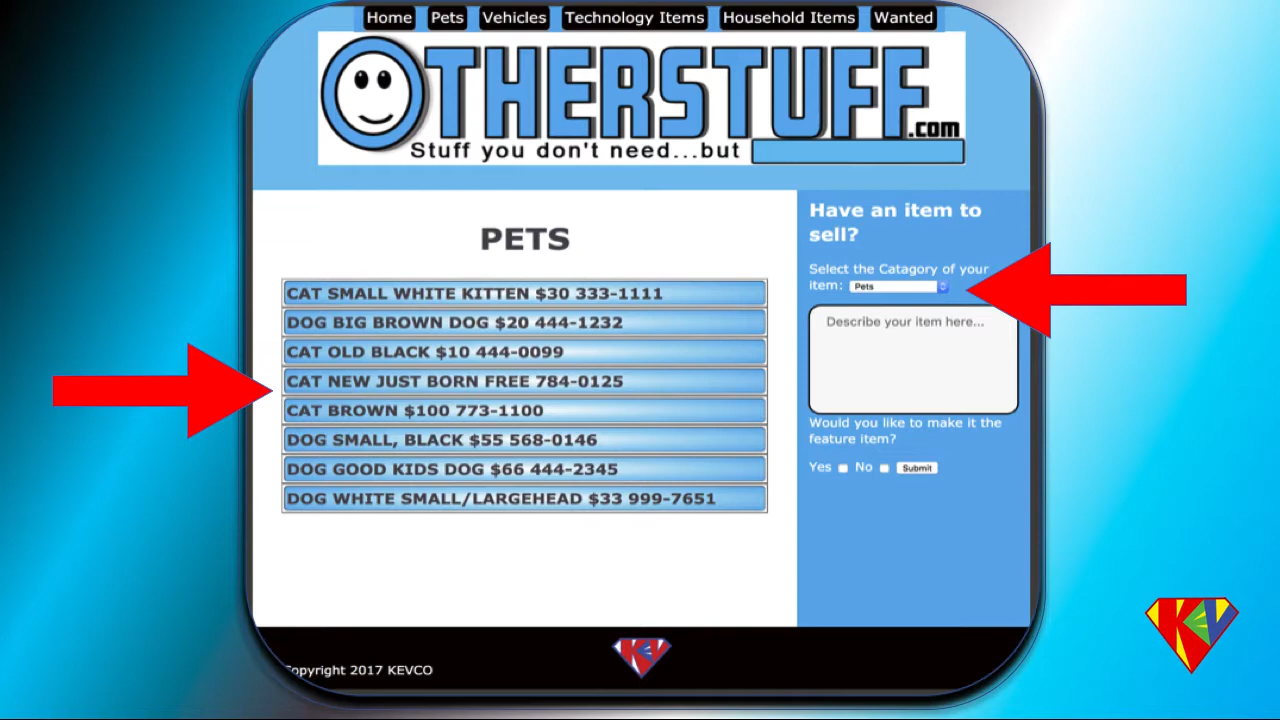 Home Pets Vehicles Technology Items Household Items Wanted
OTHERSTUFF.com
Stuff you don't need...but
PETS
CAT SMALL WHITE KITTEN $30 333-1111
DOG BIG BROWN DOG $20 444-1232
CAT OLD BLACK $10 444-0099
CAT NEW JUST BORN FREE 784-0125
CAT BROWN $100 773-1100
DOG SMALL, BLACK $55 568-0146
DOG GOOD KIDS DOG $66 444-2345
DOG WHITE SMALL/LARGEHEAD $33 999-7651
Have an item to
sell?
Select the Catagory of your
item: Pets
Describe your item here...
Would you like to make it the
feature item?
Yes No Submit
Copyright 2017 KEVCO
KEV
KEV